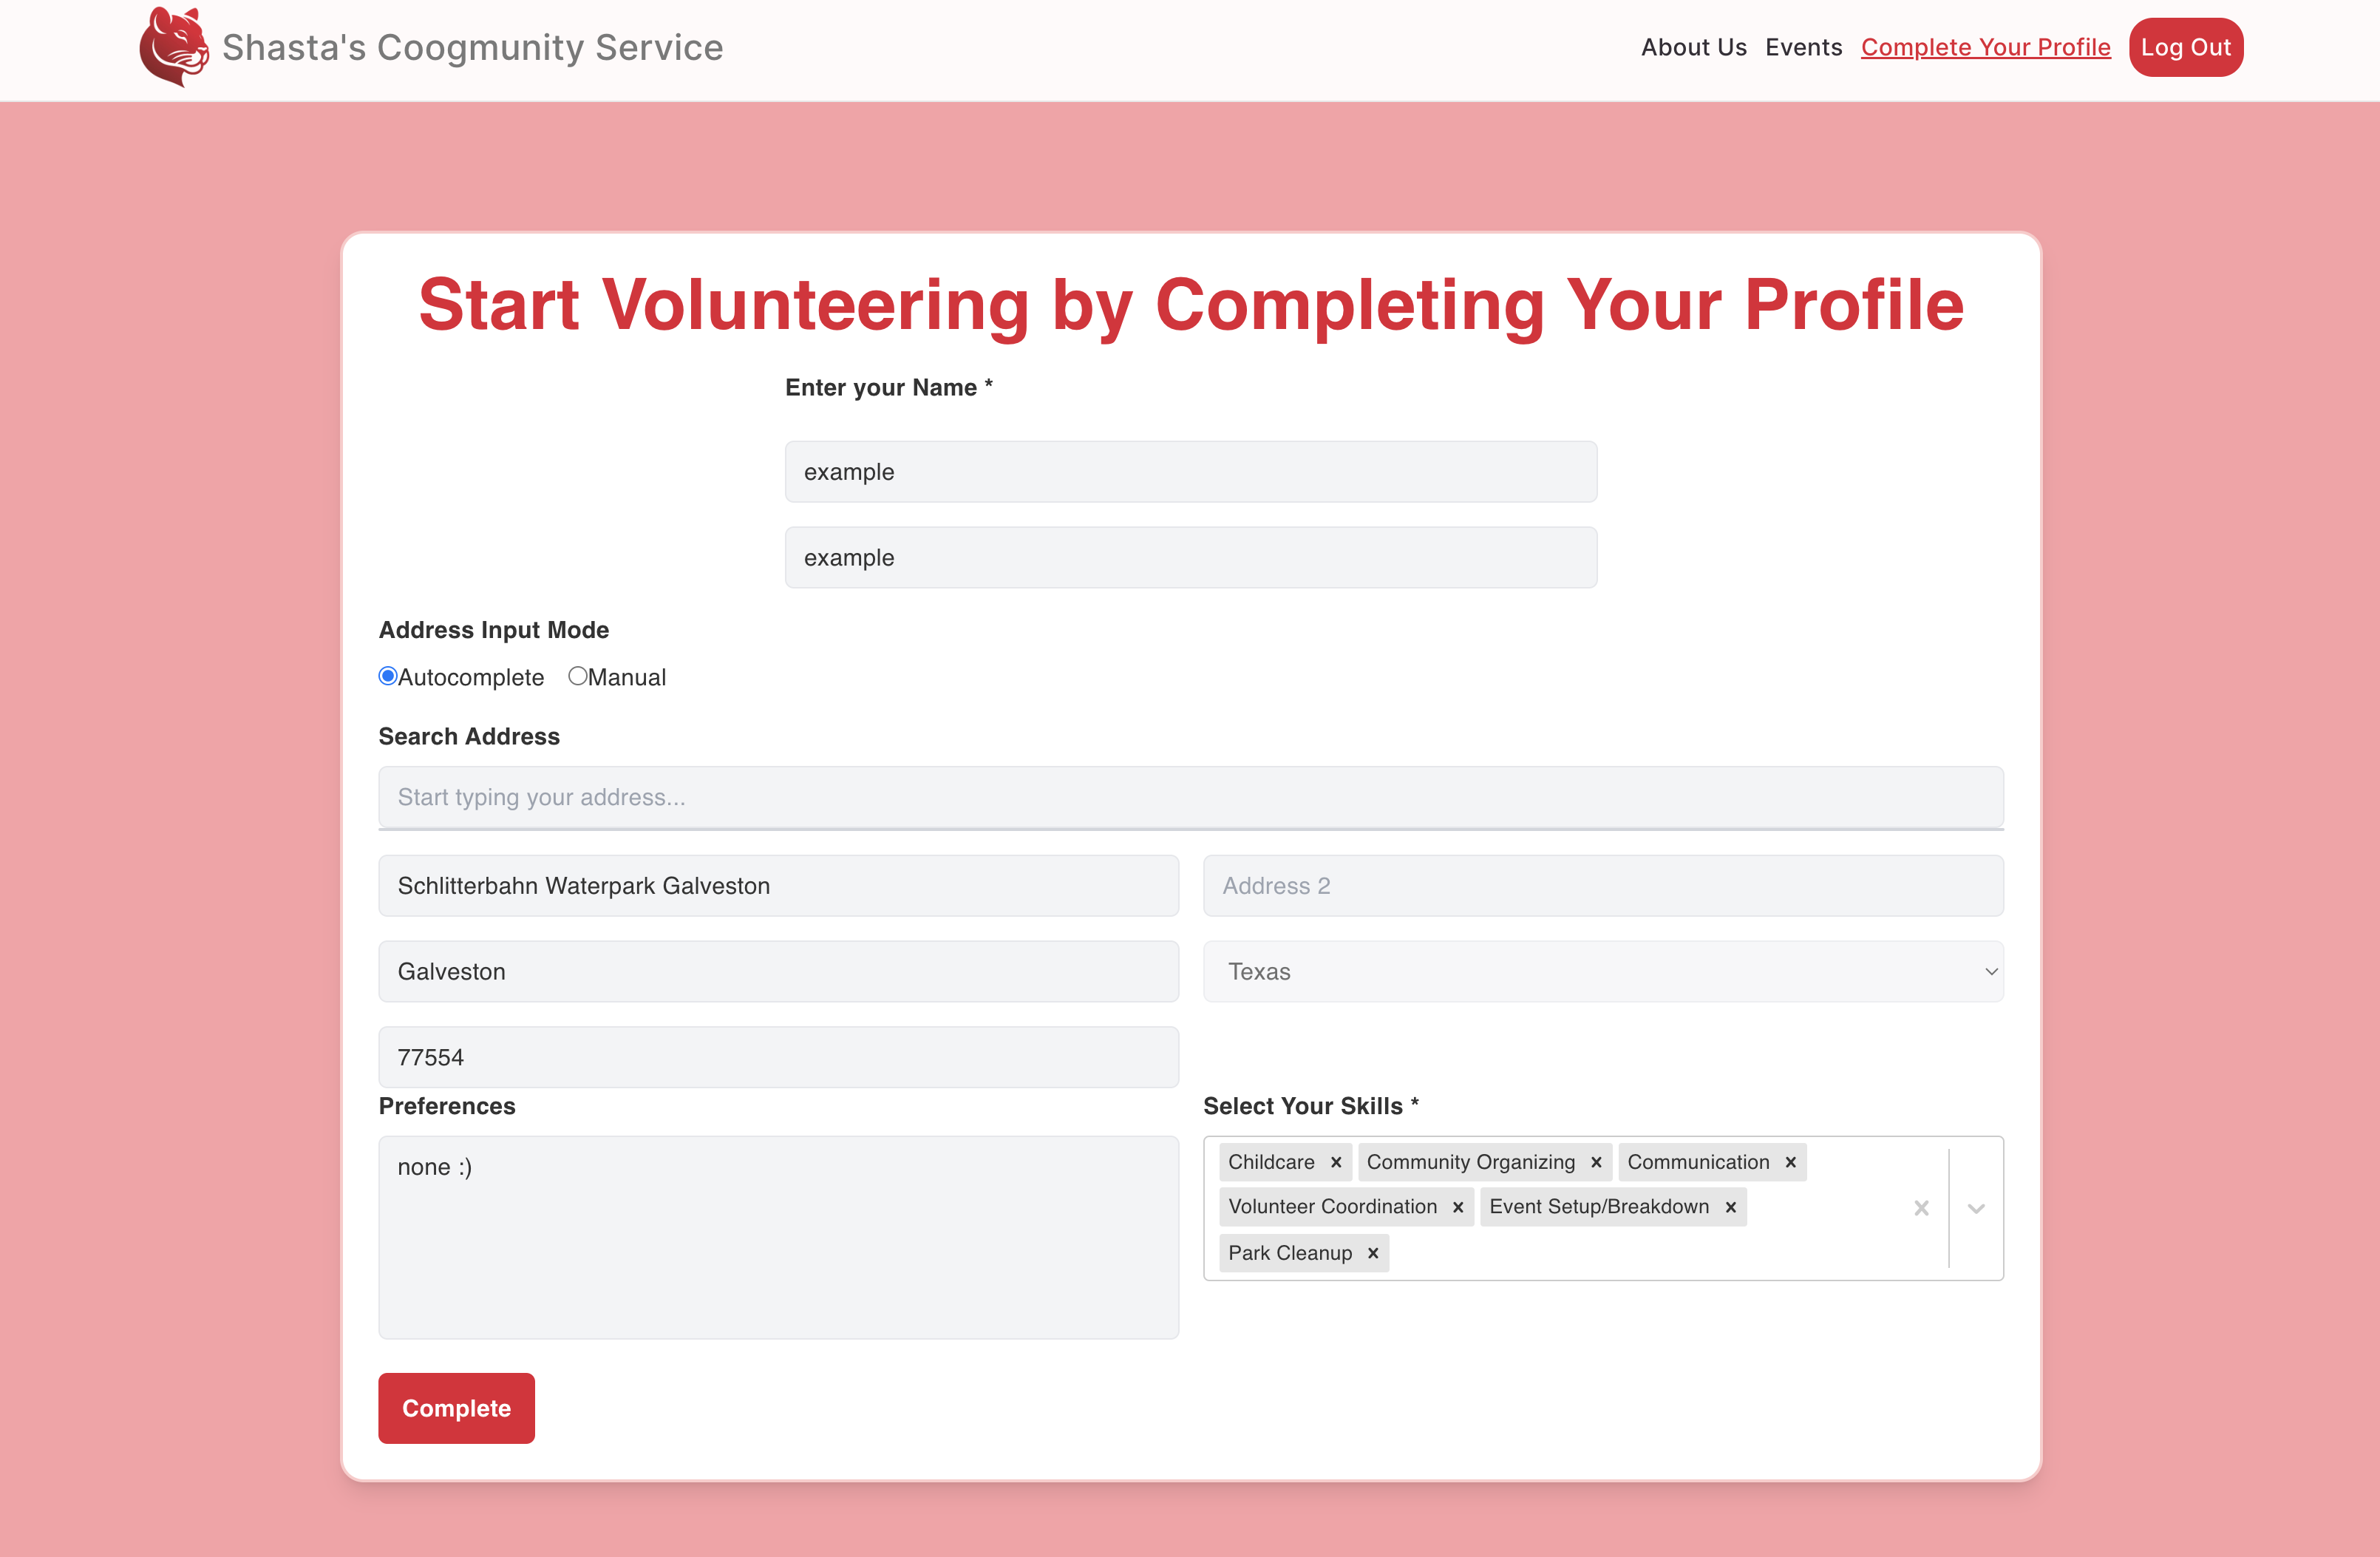 Shasta's Coogmunity Service
About Us Events Complete Your Profile Log Out
Start Volunteering by Completing Your Profile
Enter your Name *
example
example
Address Input Mode
Autocomplete Manual
Search Address
Start typing your address...
Schlitterbahn Waterpark Galveston Address 2
Galveston Texas
77554
Preferences Select Your Skills *
none :)
Childcare × Community Organizing × Communication ×
Volunteer Coordination × Event Setup/Breakdown ×
Park Cleanup ×
Complete